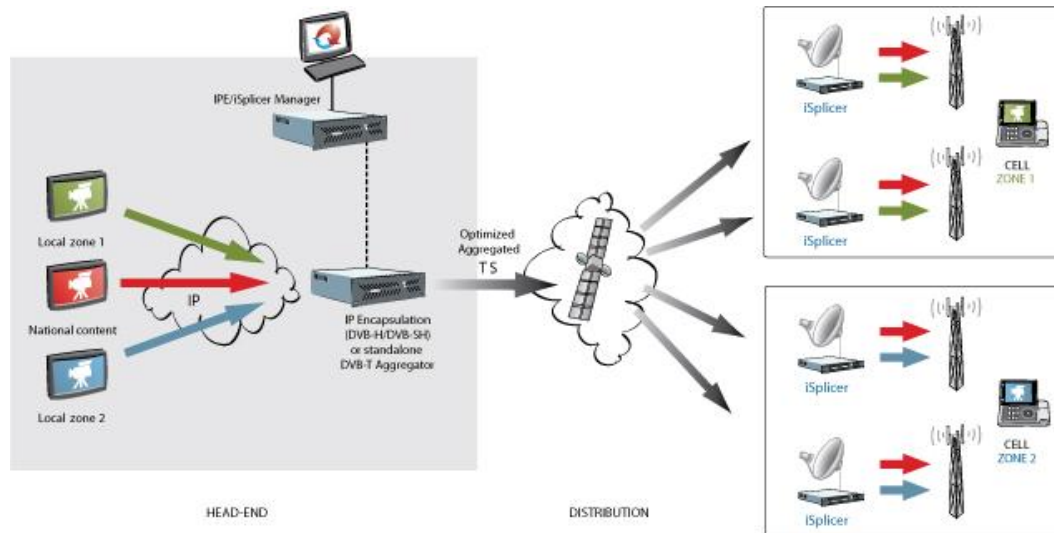 IPE/iSplicer Manager
Local zone 1
National content
Local zone 2
IP
IP Encapsulation
(DVB-H/DVB-SH)
or standalone
DVB-T Aggregator
Optimized
Aggregated
TS
iSplicer
iSplicer
CELL
ZONE 1
iSplicer
iSplicer
CELL
ZONE 2
HEAD-END
DISTRIBUTION